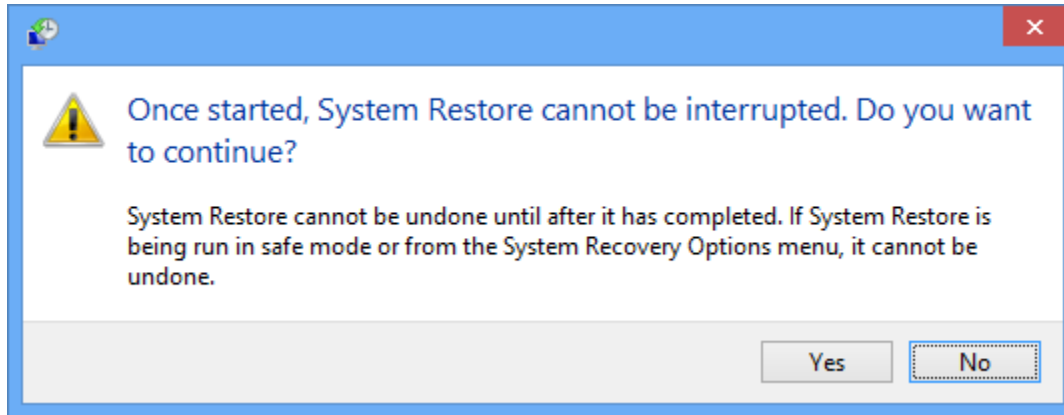 Once started, System Restore cannot be interrupted. Do you want
to continue?
System Restore cannot be undone until after it has completed. If System Restore is
being run in safe mode or from the System Recovery Options menu, it cannot be
undone.
Yes
No